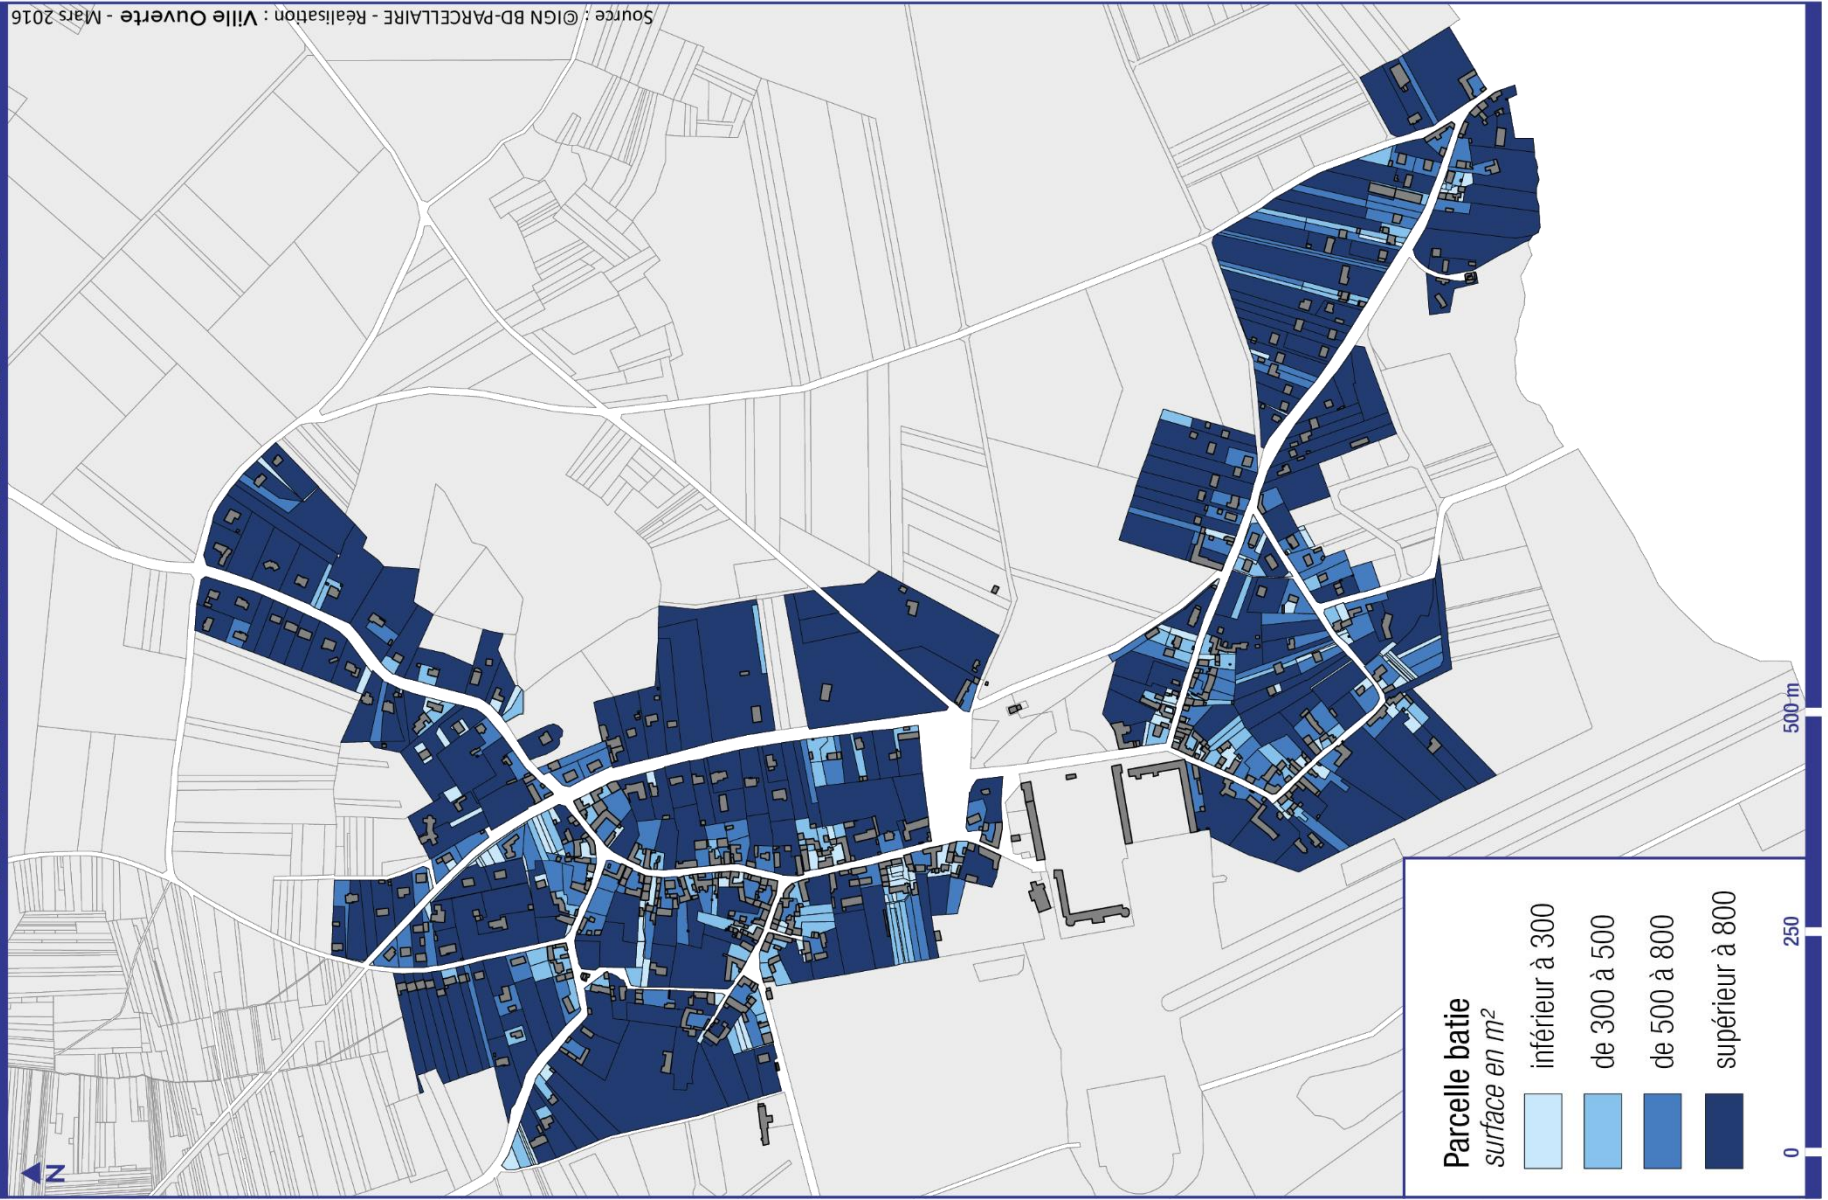 Source : ©IGN BD-PARCELLAIRE - Réalisation : Ville Ouverte - Mars 2016
N
Parcelle batie
surface en m²
inférieur à 300
de 300 à 500
de 500 à 800
supérieur à 800
0 250 500 m